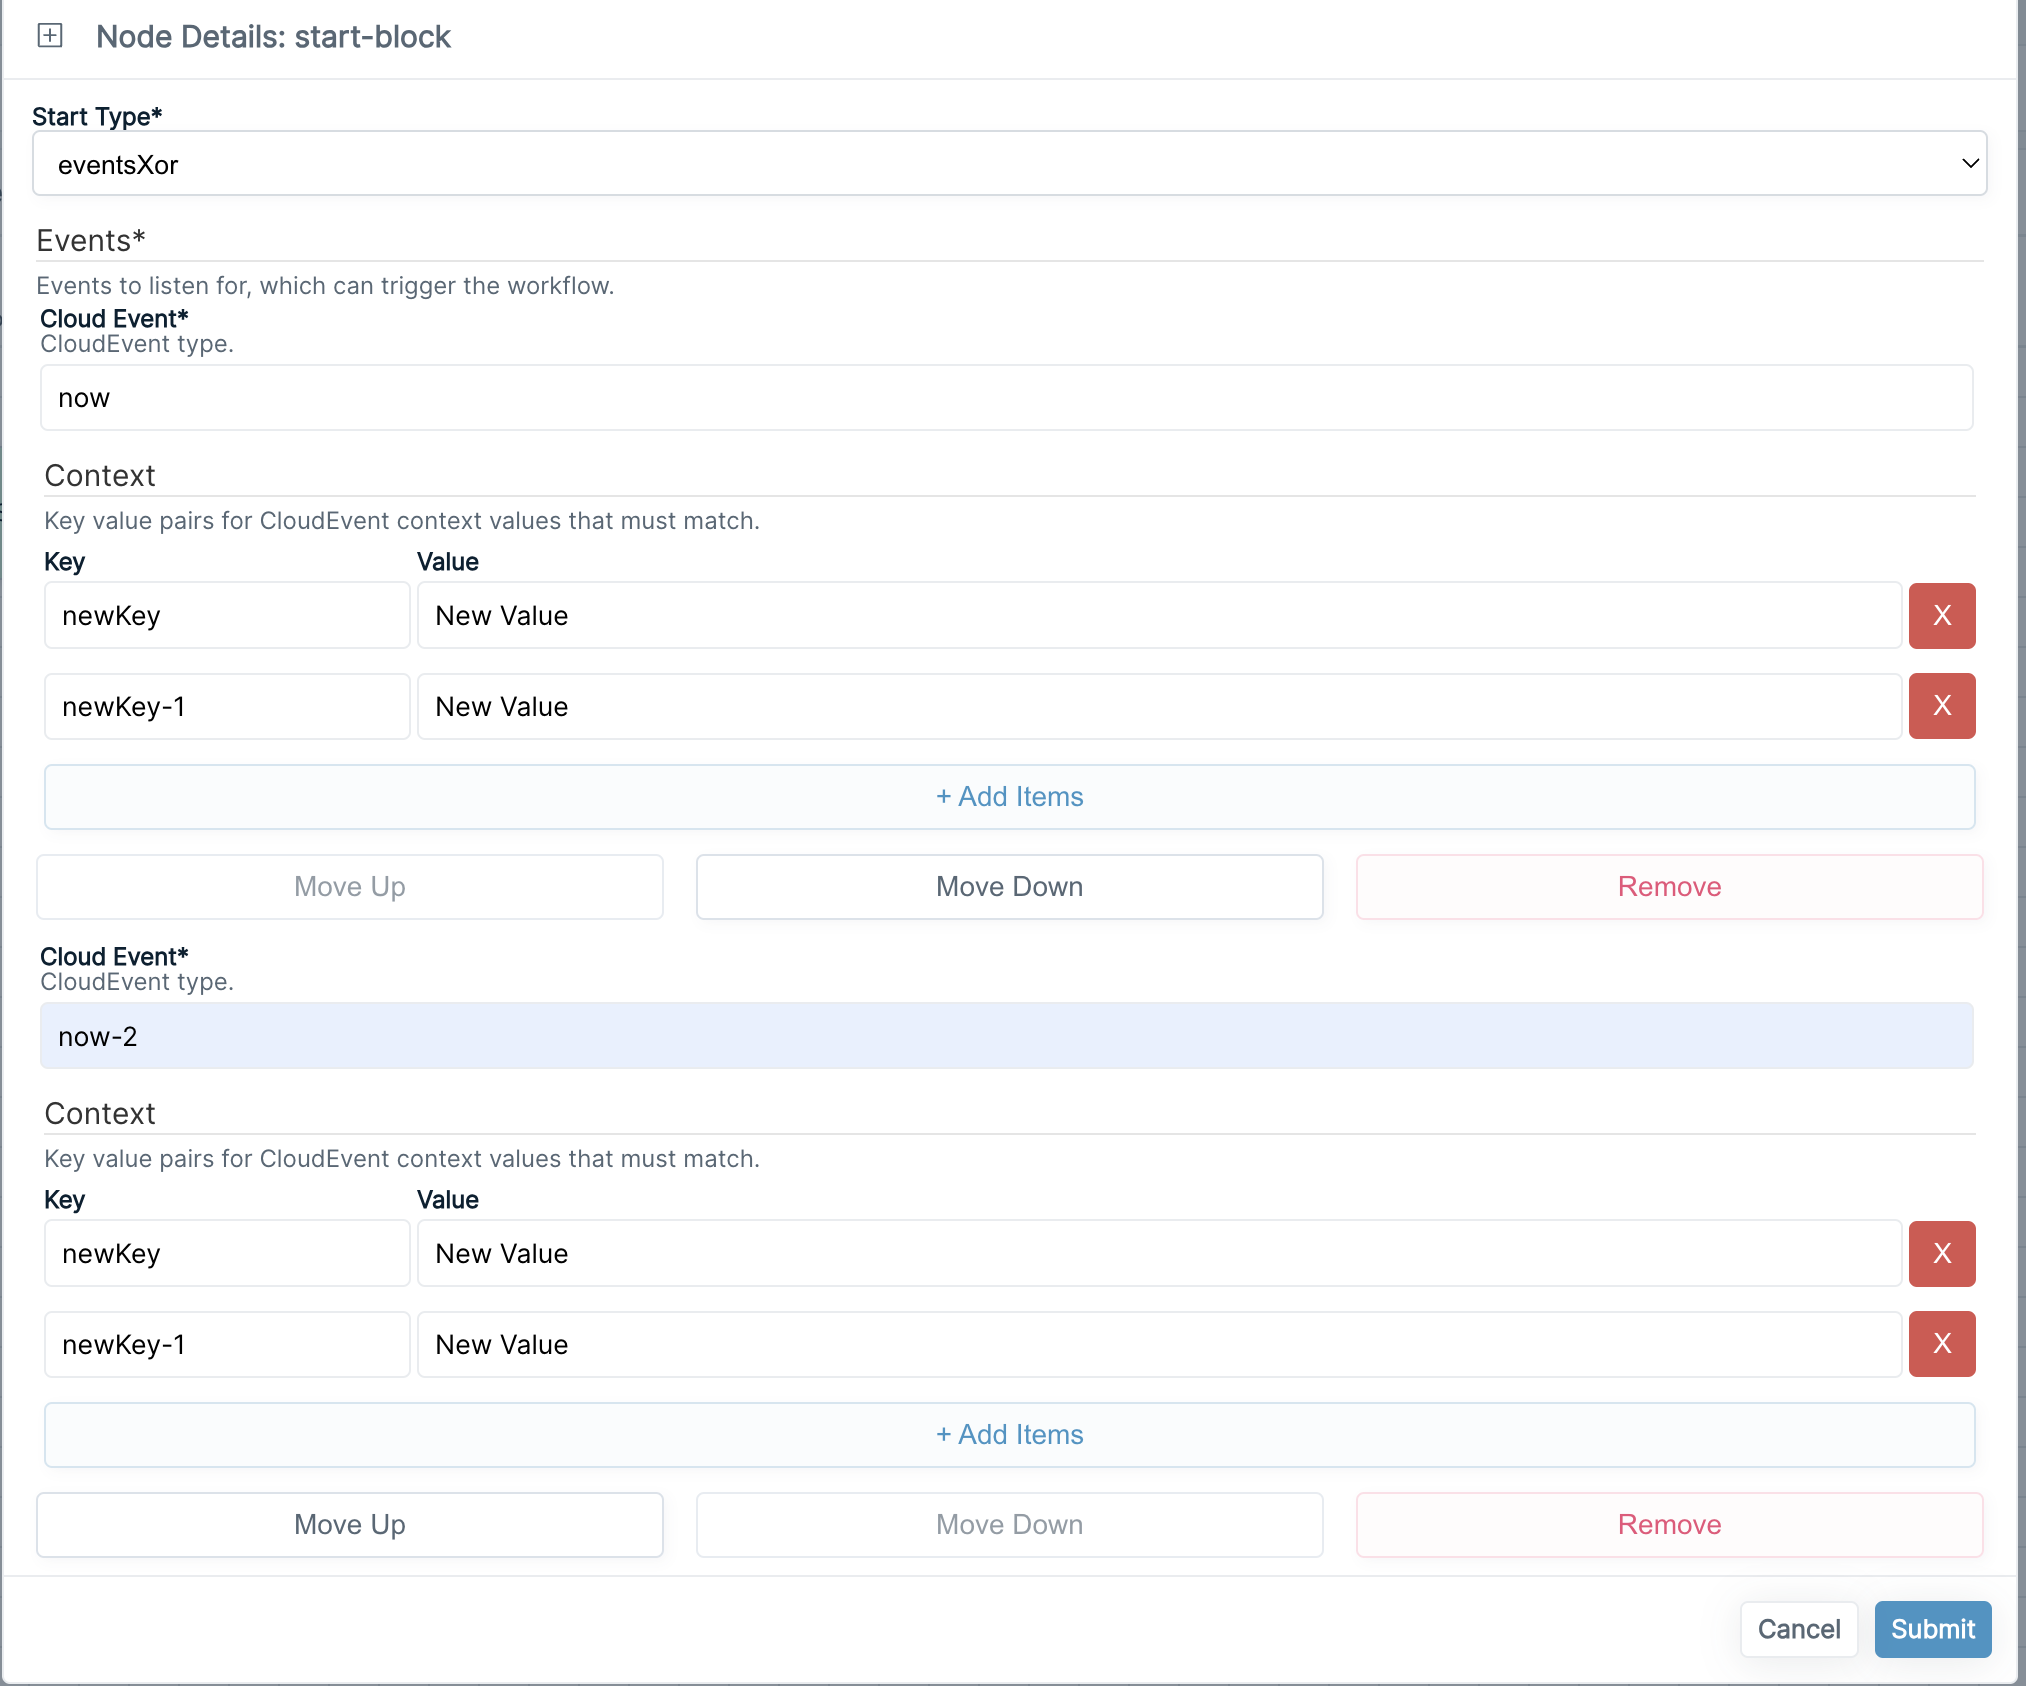 Node Details: start-block
Start Type*
eventsXor
Events*
Events to listen for, which can trigger the workflow.
Cloud Event*
CloudEvent type.
now
Context
Key value pairs for CloudEvent context values that must match.
Key Value
newKey New Value X
newKey-1 New Value X
+ Add Items
Move Up Move Down Remove
Cloud Event*
CloudEvent type.
now-2
Context
Key value pairs for CloudEvent context values that must match.
Key Value
newKey New Value X
newKey-1 New Value X
+ Add Items
Move Up Move Down Remove
Cancel Submit